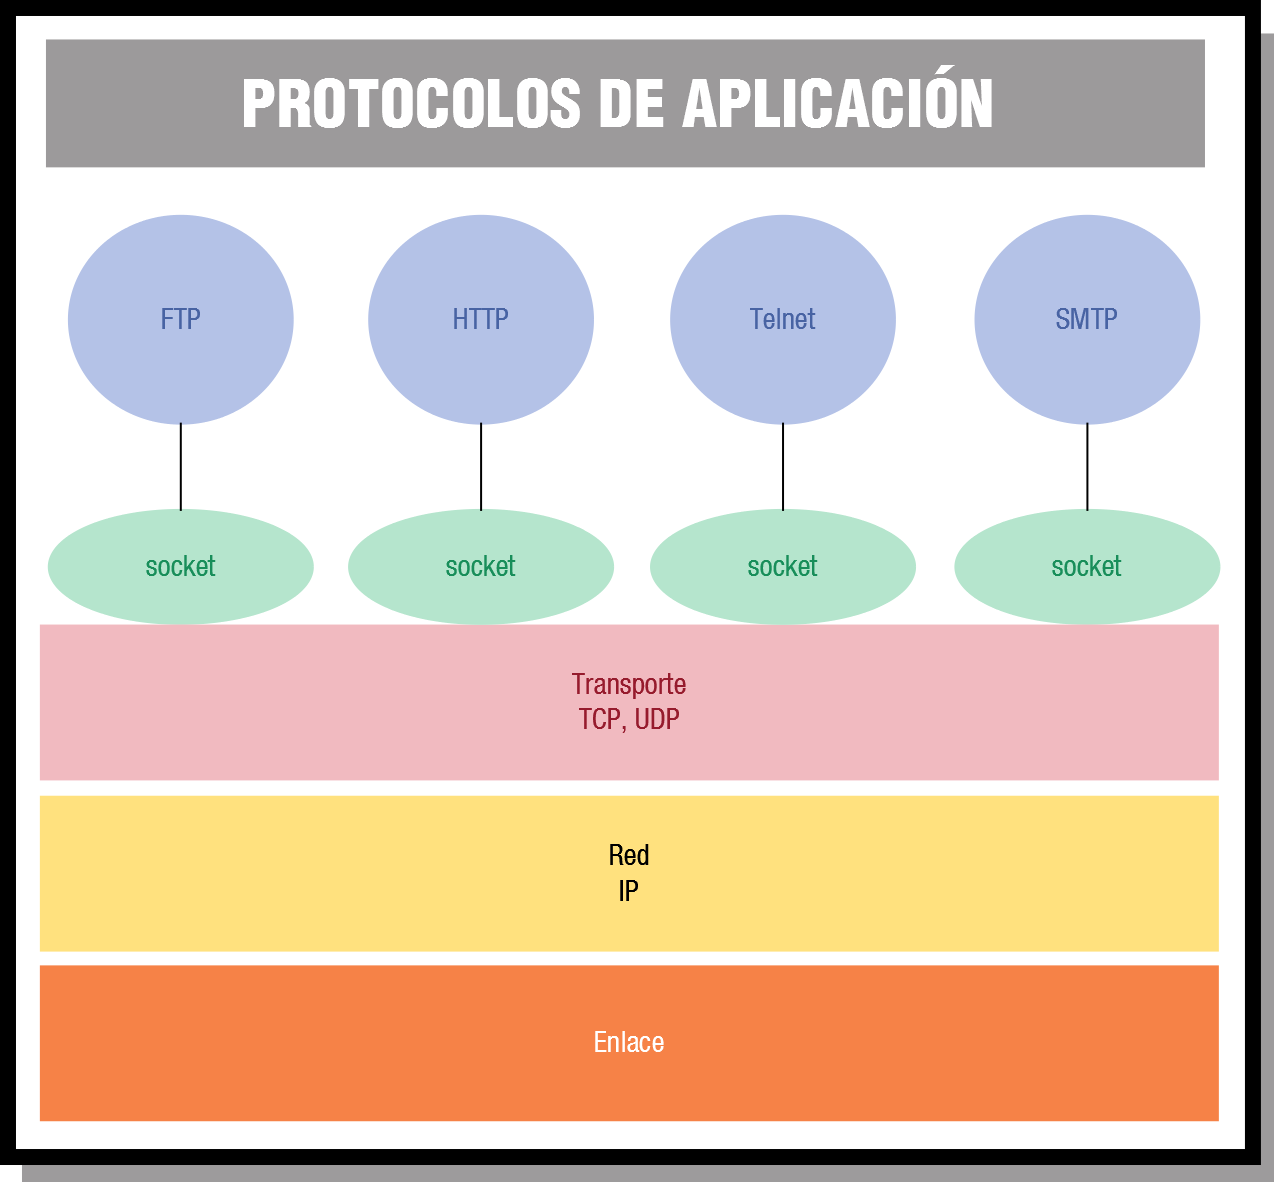 PROTOCOLOS DE APLICACIÓN
FTP
HTTP
Telnet
SMTP
socket
socket
socket
socket
Transporte
TCP, UDP
Red
IP
Enlace